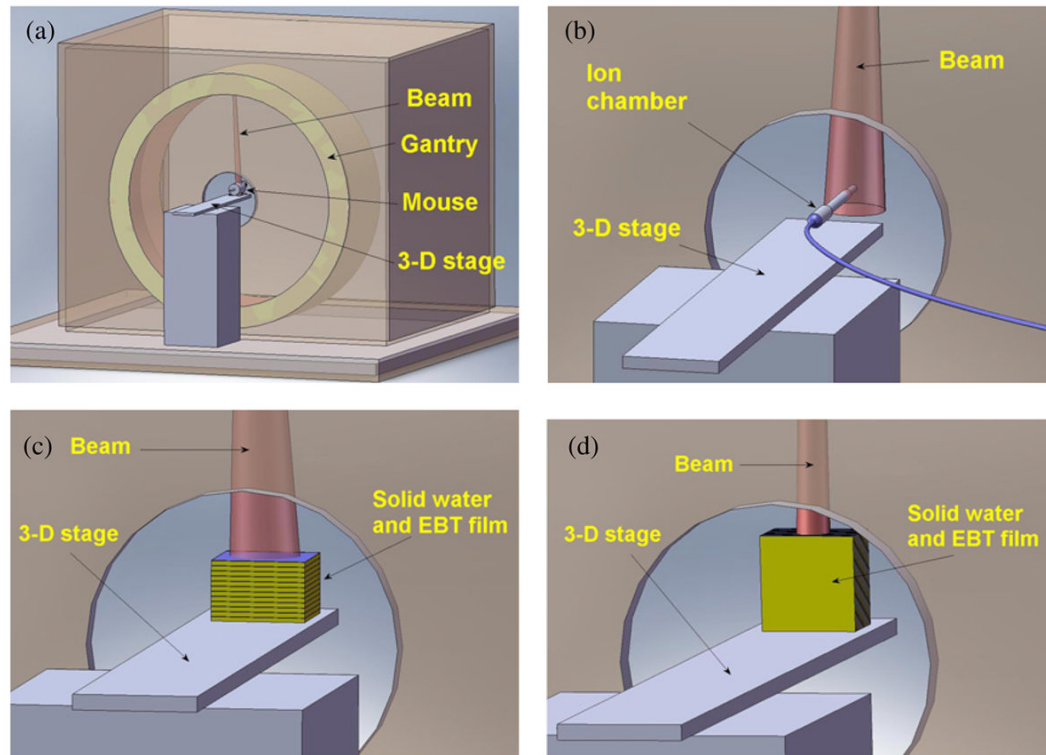 (a)
Beam
Gantry
Mouse
3-D stage
(b)
Ion
chamber
Beam
3-D stage
(c)
Beam
Solid water
and EBT film
3-D stage
(d)
Beam
Solid water
and EBT film
3-D stage